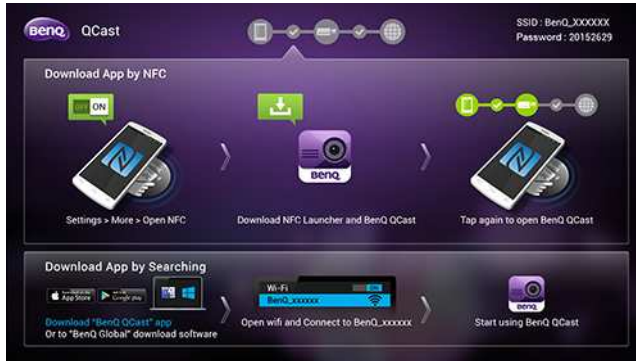 BenQ QCast
SSID : BenQ_XXXXXX
Password : 20152629
Download App by NFC
OFF ON
Settings > More > Open NFC
Download NFC Launcher and BenQ QCast
Tap again to open BenQ QCast
BenQ
Download App by Searching
App Store Google play
Wi-Fi ON
BenQ_xxxxxx
BenQ
Download "BenQ QCast" app
Or to "BenQ Global" download software
Open wifi and Connect to BenQ_xxxxxx
Start using BenQ QCast